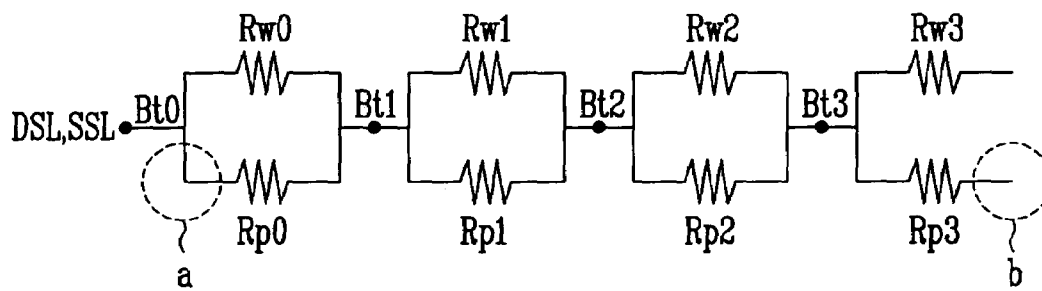 Rw0 Rw1 Rw2 Rw3
DSL,SSL Bt0 Bt1 Bt2 Bt3
Rp0 Rp1 Rp2 Rp3
a b